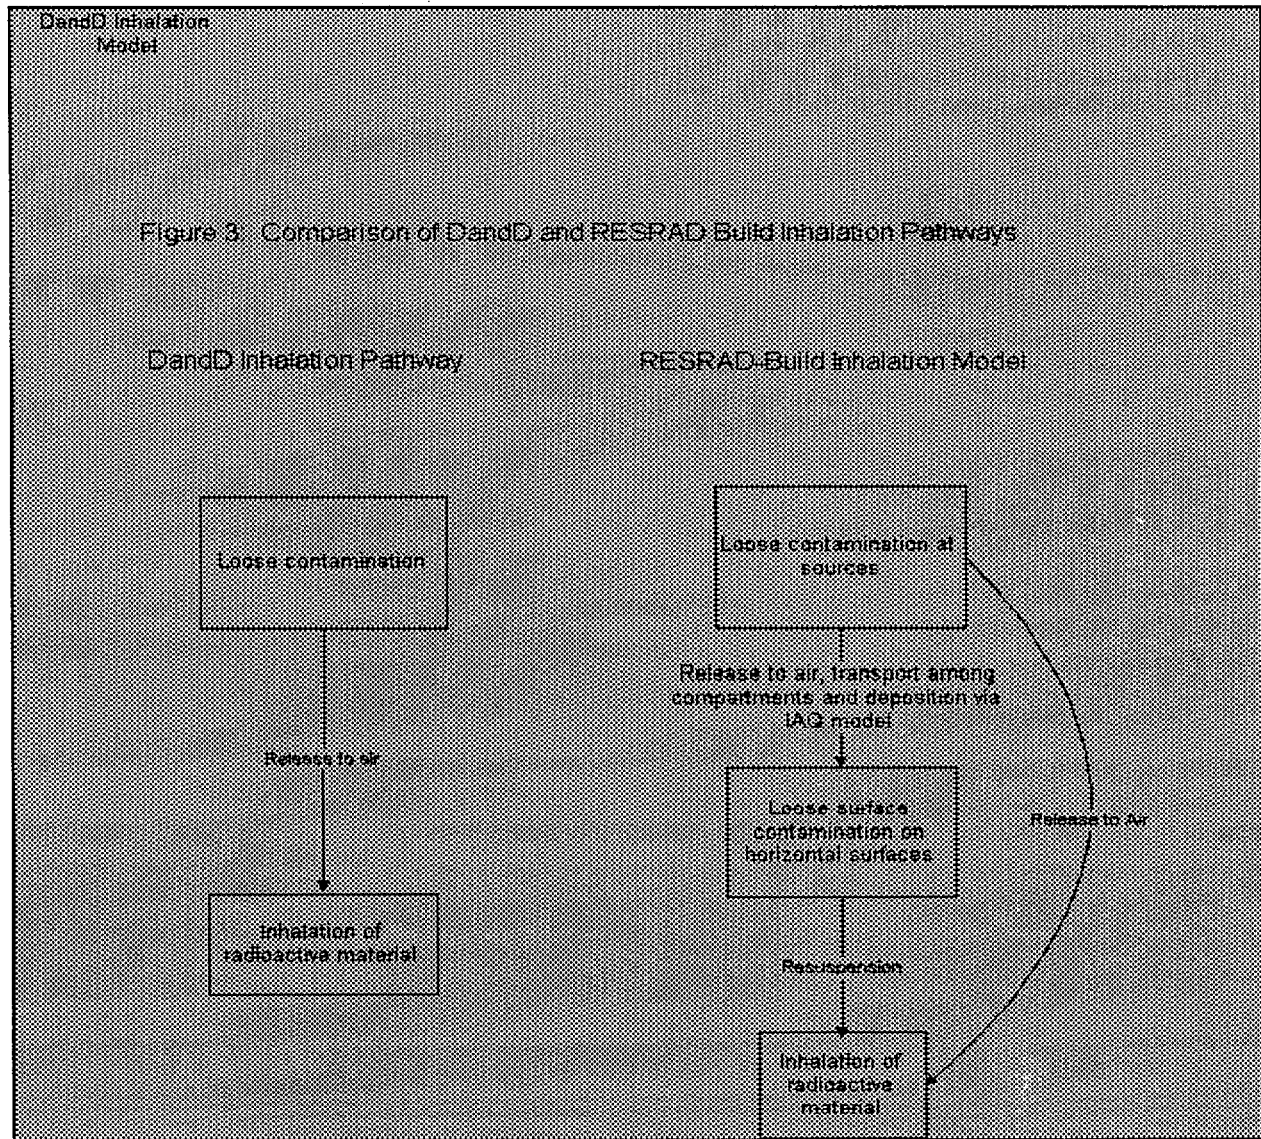 DandD Inhalation
Model
Figure 3: Comparison of DandD and RESRAD Build Inhalation Pathways
DandD Inhalation Pathway
RESRAD-Build Inhalation Model
Loose contamination
Loose contamination at
sources
Release to air, transport among
compartments and deposition via
IAQ model
Release to air
Loose surface
contamination on
horizontal surfaces
Release to Air
Inhalation of
radioactive material
Resuspension
Inhalation of
radioactive
material